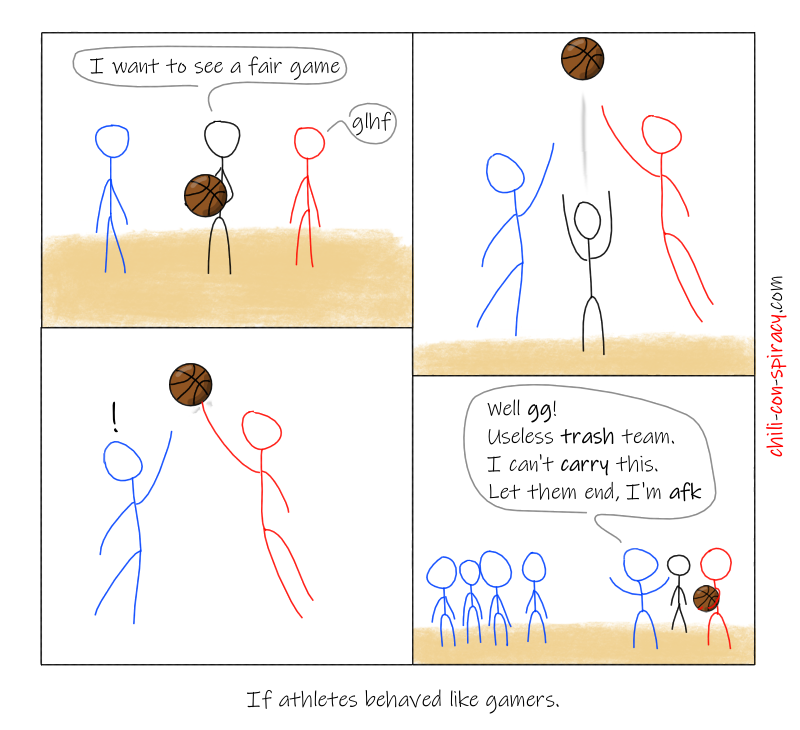 I want to see a fair game
glhf
!
Well gg!
Useless trash team.
I can't carry this.
Let them end, I'm afk
If athletes behaved like gamers.
chili-con-spiracy.com